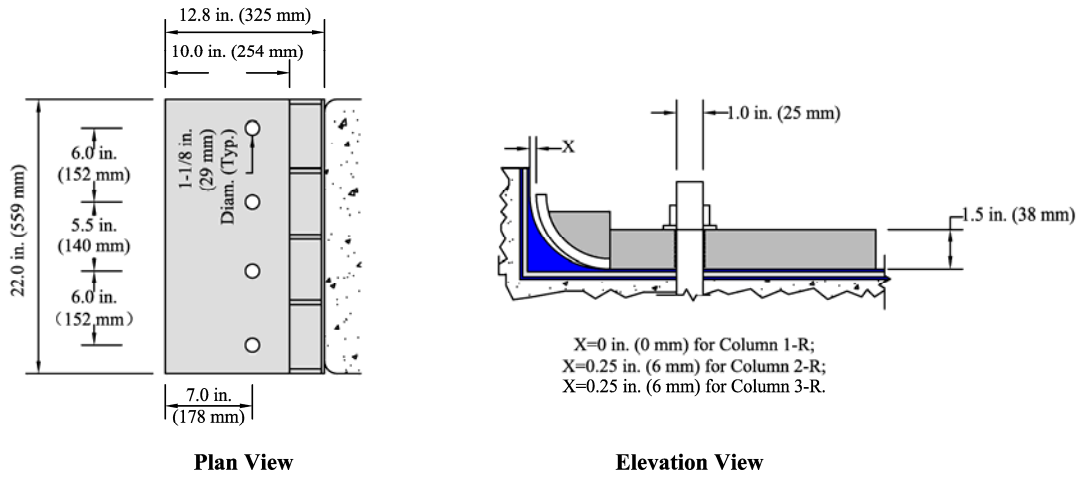 12.8 in. (325 mm)
10.0 in. (254 mm)
22.0 in. (559 mm)
6.0 in.
(152 mm)
5.5 in.
(140 mm)
6.0 in.
(152 mm)
1-1/8 in.
(29 mm)
Diam. (Typ.)
7.0 in.
(178 mm)
Plan View
1.0 in. (25 mm)
X
1.5 in. (38 mm)
X=0 in. (0 mm) for Column 1-R;
X=0.25 in. (6 mm) for Column 2-R;
X=0.25 in. (6 mm) for Column 3-R.
Elevation View